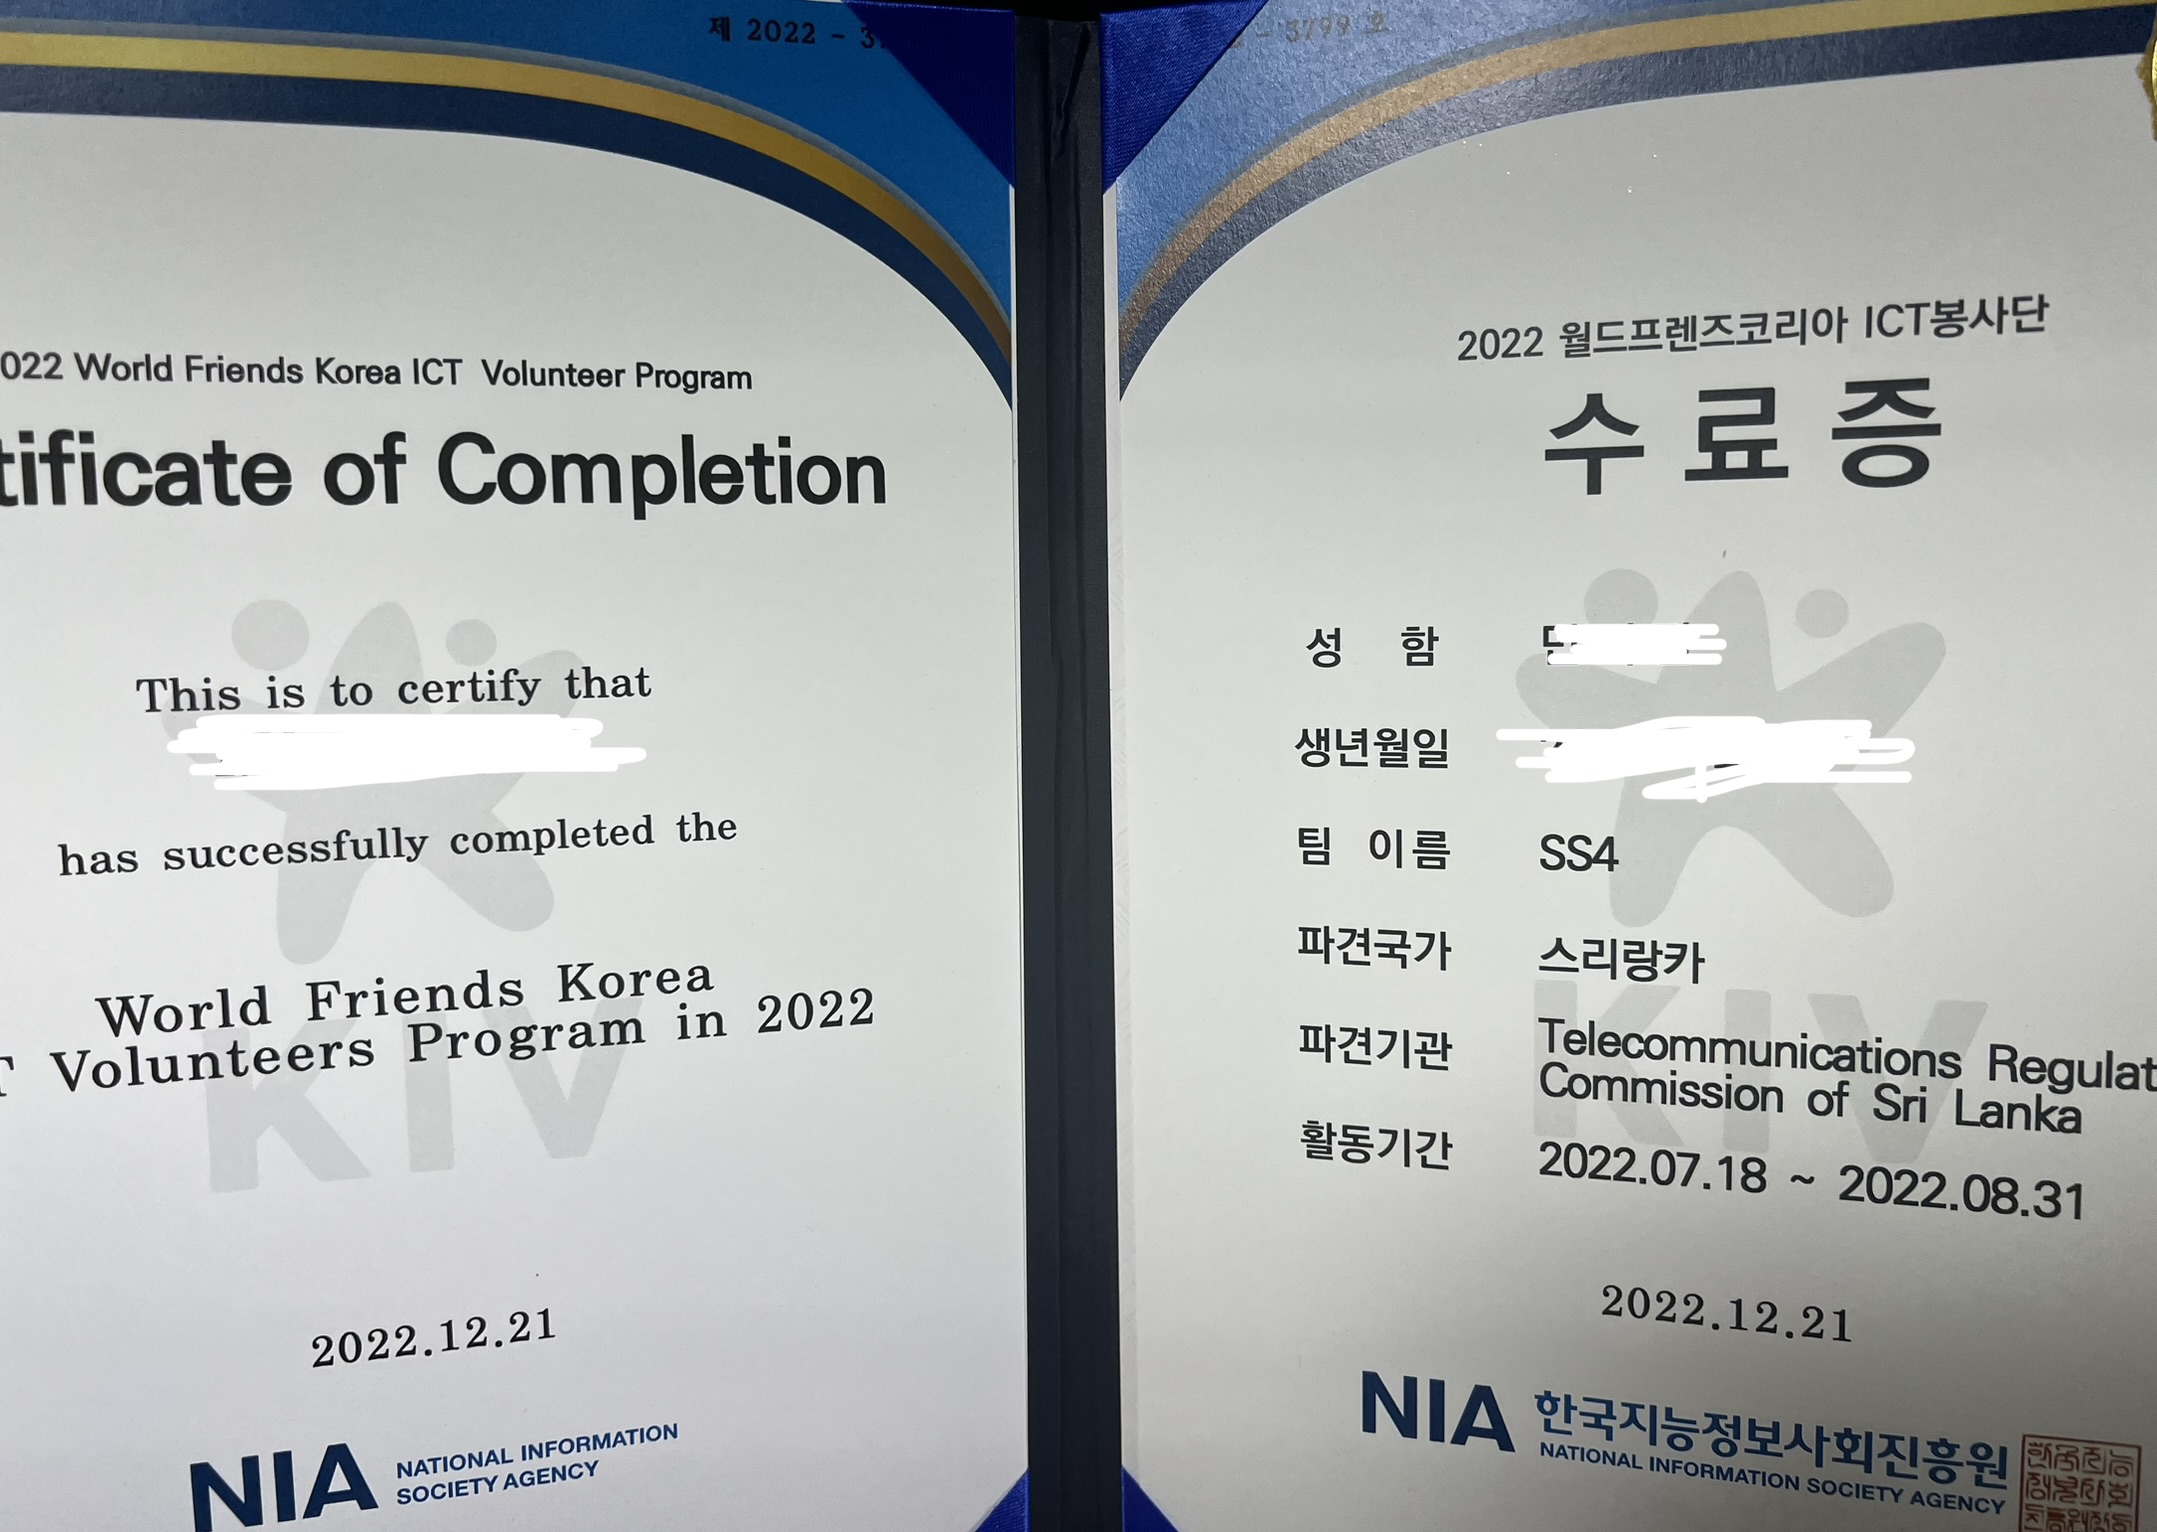 제 2022 - 3
022 World Friends Korea ICT Volunteer Program
tificate of Completion
This is to certify that
has successfully completed the
World Friends Korea
T Volunteers Program in 2022
KIV
2022.12.21
NIA NATIONAL INFORMATION
SOCIETY AGENCY
- 3799 호
2022 월드프렌즈코리아 ICT봉사단
수료증
성 함
생년월일
팀 이름 SS4
파견국가 스리랑카
파견기관 Telecommunications Regulat
Commission of Sri Lanka
활동기간 2022.07.18 ~ 2022.08.31
KIV
2022.12.21
NIA 한국지능정보사회진흥원
NATIONAL INFORMATION SOCIETY AGENCY